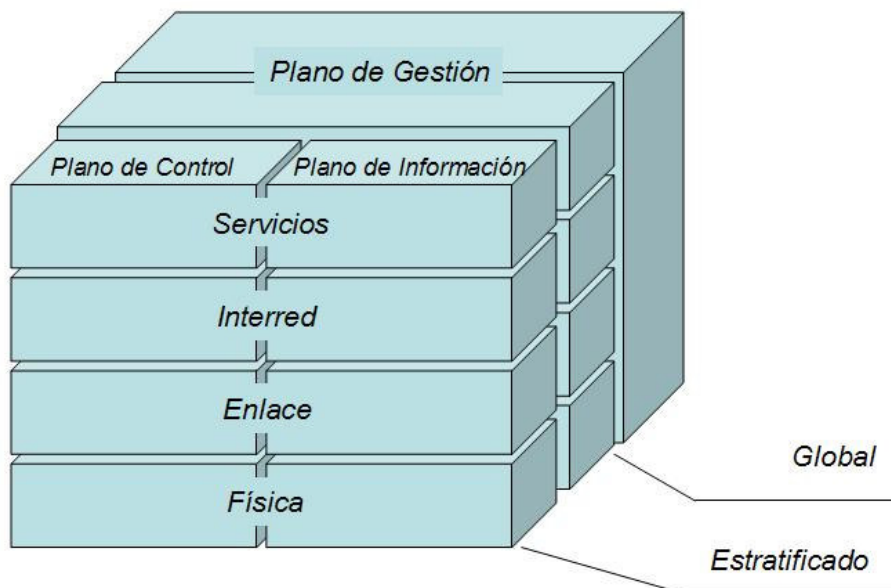 Plano de Gestión
Plano de Control
Plano de Información
Servicios
Interred
Enlace
Física
Global
Estratificado